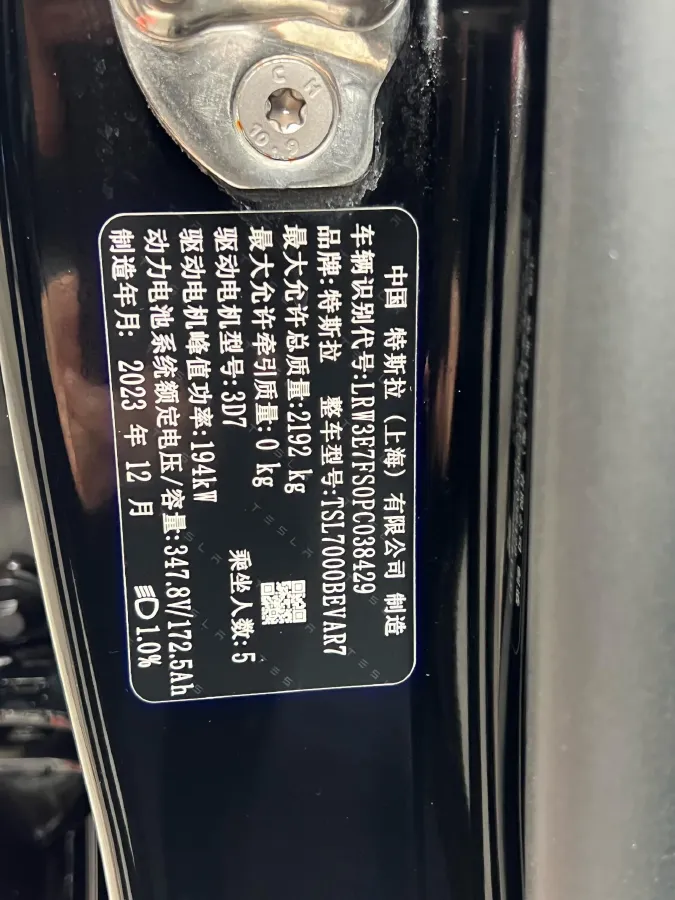 CH
10.9
中国 特斯拉（上海）有限公司 制造
车辆识别代号:LRW3E7FS0PC038429
品牌:特斯拉 整车型号:TSL7000BEVAR7
最大允许总质量:2192 kg
最大允许牵引质量:0 kg
驱动电机型号:3D7 乘坐人数:5
驱动电机峰值功率:194kW
动力电池系统额定电压/容量:347.8V/172.5Ah
制造年月: 2023 年 12 月 1.0%
TESLA